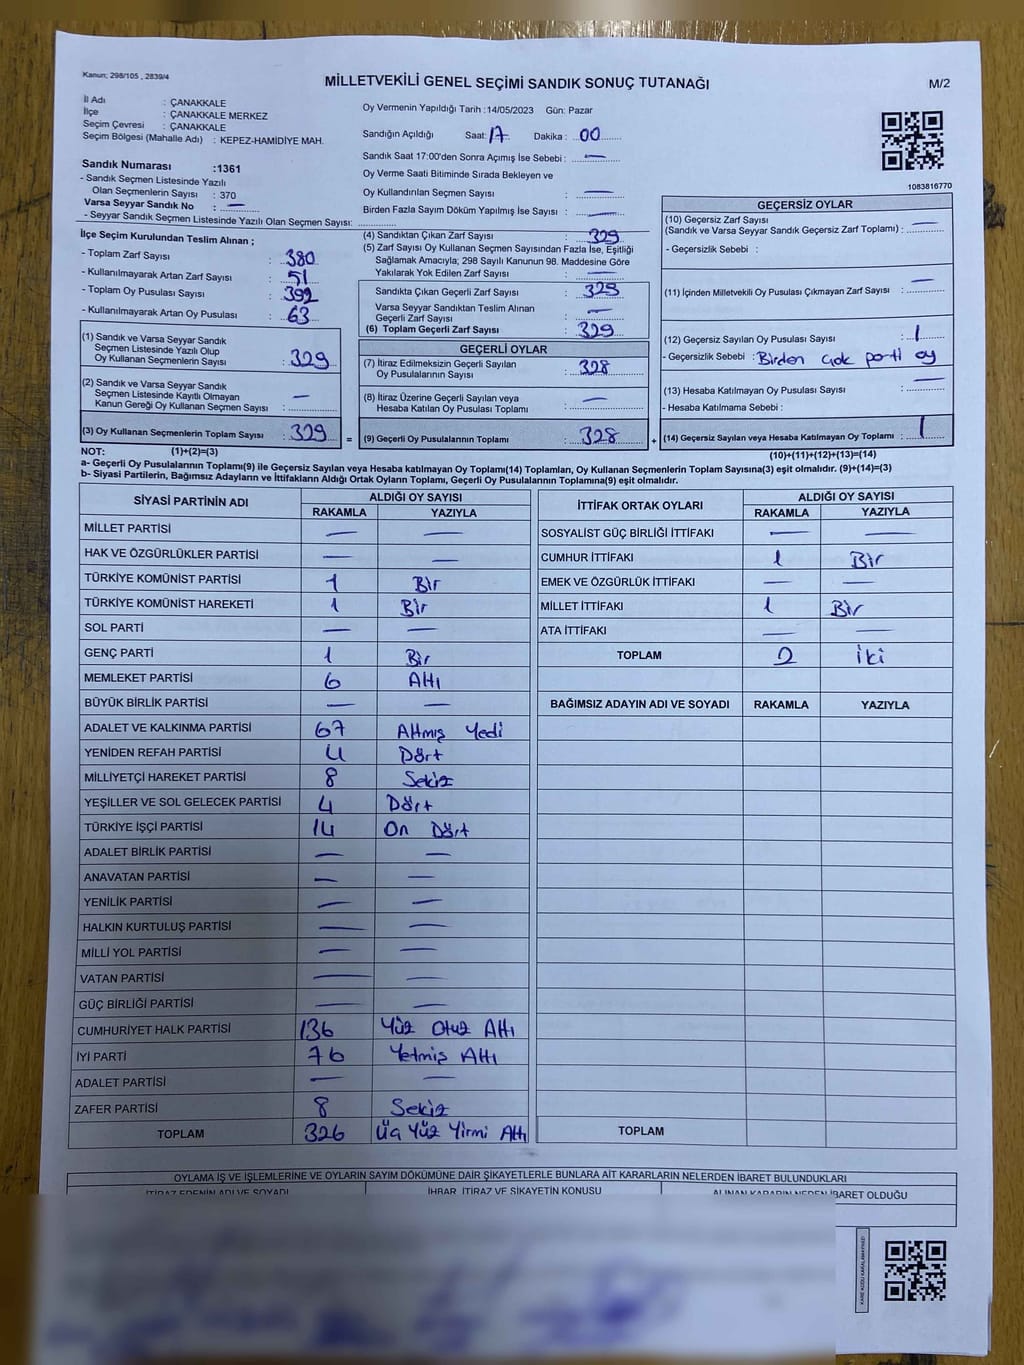 Kanun; 298/105 , 2839/4
MİLLETVEKİLİ GENEL SEÇİMİ SANDIK SONUÇ TUTANAĞI
M/2
İl Adı : ÇANAKKALE
İlçe : ÇANAKKALE MERKEZ
Seçim Çevresi : ÇANAKKALE
Seçim Bölgesi (Mahalle Adı) : KEPEZ-HAMİDİYE MAH.
Sandık Numarası :1361
- Sandık Seçmen Listesinde Yazılı
Olan Seçmenlerin Sayısı : 370
Varsa Seyyar Sandık No : —
- Seyyar Sandık Seçmen Listesinde Yazılı Olan Seçmen Sayısı:
Oy Vermenin Yapıldığı Tarih :14/05/2023 Gün: Pazar
Sandığın Açıldığı Saat: 17 Dakika : 00
Sandık Saat 17:00'den Sonra Açımış İse Sebebi : —
Oy Verme Saati Bitiminde Sırada Bekleyen ve
Oy Kullandırılan Seçmen Sayısı : —
Birden Fazla Sayım Döküm Yapılmış İse Sayısı : —
1083816770
İlçe Seçim Kurulundan Teslim Alınan ;
- Toplam Zarf Sayısı : 380
- Kullanılmayarak Artan Zarf Sayısı : 51
- Toplam Oy Pusulası Sayısı : 392
- Kullanılmayarak Artan Oy Pusulası : 63
(1) Sandık ve Varsa Seyyar Sandık
Seçmen Listesinde Yazılı Olup
Oy Kullanan Seçmenlerin Sayısı : 329
(2) Sandık ve Varsa Seyyar Sandık
Seçmen Listesinde Kayıtlı Olmayan —
Kanun Gereği Oy Kullanan Seçmen Sayısı :
(3) Oy Kullanan Seçmenlerin Toplam Sayısı : 329
(4) Sandıktan Çıkan Zarf Sayısı : 329
(5) Zarf Sayısı Oy Kullanan Seçmen Sayısından Fazla İse, Eşitliği
Sağlamak Amacıyla; 298 Sayılı Kanunun 98. Maddesine Göre
Yakılarak Yok Edilen Zarf Sayısı : —
Sandıkta Çıkan Geçerli Zarf Sayısı : 329
Varsa Seyyar Sandıktan Teslim Alınan
Geçerli Zarf Sayısı : —
(6) Toplam Geçerli Zarf Sayısı : 329
GEÇERLİ OYLAR
(7) İtiraz Edilmeksizin Geçerli Sayılan
Oy Pusulalarının Sayısı : 328
(8) İtiraz Üzerine Geçerli Sayılan veya
Hesaba Katılan Oy Pusulası Toplamı : —
= (9) Geçerli Oy Pusulalarının Toplamı : 328 +
GEÇERSİZ OYLAR
(10) Geçersiz Zarf Sayısı
(Sandık ve Varsa Seyyar Sandık Geçersiz Zarf Toplamı) : —
- Geçersizlik Sebebi :
(11) İçinden Milletvekili Oy Pusulası Çıkmayan Zarf Sayısı : —
(12) Geçersiz Sayılan Oy Pusulası Sayısı : 1
- Geçersizlik Sebebi : Birden çok parti oy
(13) Hesaba Katılmayan Oy Pusulası Sayısı : —
- Hesaba Katılmama Sebebi :
(14) Geçersiz Sayılan veya Hesaba Katılmayan Oy Toplamı : 1
NOT: (1)+(2)=(3)
(10)+(11)+(12)+(13)=(14)
a- Geçerli Oy Pusulalarının Toplamı(9) ile Geçersiz Sayılan veya Hesaba katılmayan Oy Toplamı(14) Toplamları, Oy Kullanan Seçmenlerin Toplam Sayısına(3) eşit olmalıdır. (9)+(14)=(3)
b- Siyasi Partilerin, Bağımsız Adayların ve İttifakların Aldığı Ortak Oyların Toplamı, Geçerli Oy Pusulalarının Toplamına(9) eşit olmalıdır.
SİYASİ PARTİNİN ADI ALDIĞI OY SAYISI
RAKAMLA YAZIYLA
MİLLET PARTİSİ — —
HAK VE ÖZGÜRLÜKLER PARTİSİ — —
TÜRKİYE KOMÜNİST PARTİSİ 1 Bir
TÜRKİYE KOMÜNİST HAREKETİ 1 Bir
SOL PARTİ — —
GENÇ PARTİ 1 Bir
MEMLEKET PARTİSİ 6 Altı
BÜYÜK BİRLİK PARTİSİ — —
ADALET VE KALKINMA PARTİSİ 67 Altmış Yedi
YENİDEN REFAH PARTİSİ 4 Dört
MİLLİYETÇİ HAREKET PARTİSİ 8 Sekiz
YEŞİLLER VE SOL GELECEK PARTİSİ 4 Dört
TÜRKİYE İŞÇİ PARTİSİ 14 On Dört
ADALET BİRLİK PARTİSİ — —
ANAVATAN PARTİSİ — —
YENİLİK PARTİSİ — —
HALKIN KURTULUŞ PARTİSİ — —
MİLLİ YOL PARTİSİ — —
VATAN PARTİSİ — —
GÜÇ BİRLİĞİ PARTİSİ — —
CUMHURİYET HALK PARTİSİ 136 Yüz Otuz Altı
İYİ PARTİ 76 Yetmiş Altı
ADALET PARTİSİ — —
ZAFER PARTİSİ 8 Sekiz
TOPLAM 326 Üç Yüz Yirmi Altı
İTTİFAK ORTAK OYLARI ALDIĞI OY SAYISI
RAKAMLA YAZIYLA
SOSYALİST GÜÇ BİRLİĞİ İTTİFAKI — —
CUMHUR İTTİFAKI 1 Bir
EMEK VE ÖZGÜRLÜK İTTİFAKI — —
MİLLET İTTİFAKI 1 Bir
ATA İTTİFAKI — —
TOPLAM 2 İki
BAĞIMSIZ ADAYIN ADI VE SOYADI RAKAMLA YAZIYLA
TOPLAM
OYLAMA İŞ VE İŞLEMLERİNE VE OYLARIN SAYIM DÖKÜMÜNE DAİR ŞİKAYETLERLE BUNLARA AİT KARARLARIN NELERDEN İBARET BULUNDUKLARI
İTİRAZ EDENİN ADI VE SOYADI İHBAR, İTİRAZ VE ŞİKAYETİN KONUSU ALINAN KARARIN NEDEN İBARET OLDUĞU